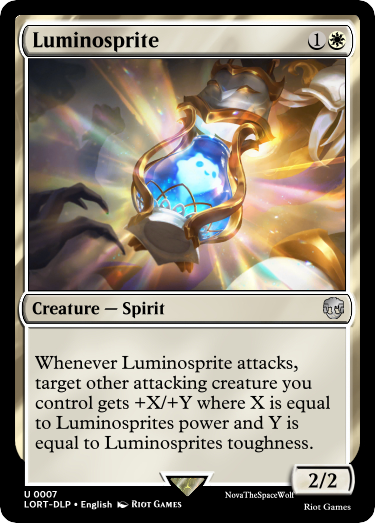 Luminosprite 1
Creature — Spirit
Whenever Luminosprite attacks,
target other attacking creature you
control gets +X/+Y where X is equal
to Luminosprites power and Y is
equal to Luminosprites toughness.
2/2
U 0007
LORT-DLP • English Riot Games
NovaTheSpaceWolf
Riot Games